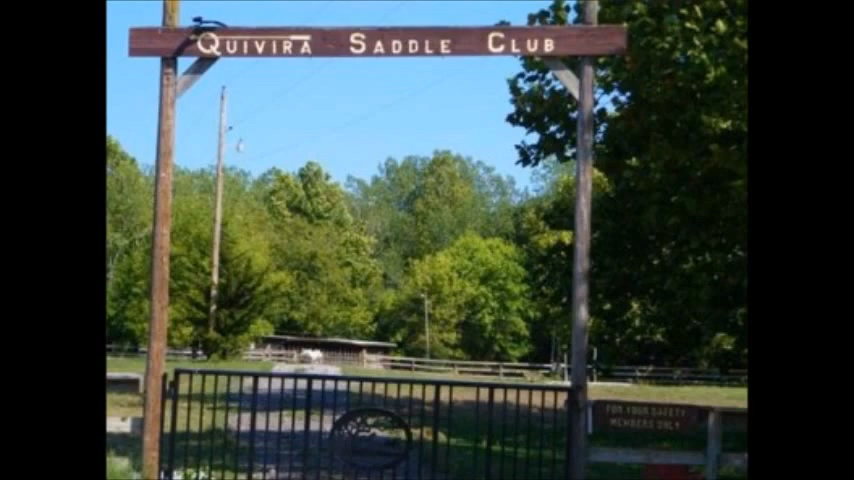 QUIVIRA SADDLE CLUB
FOR YOUR SAFETY
MEMBERS ONLY